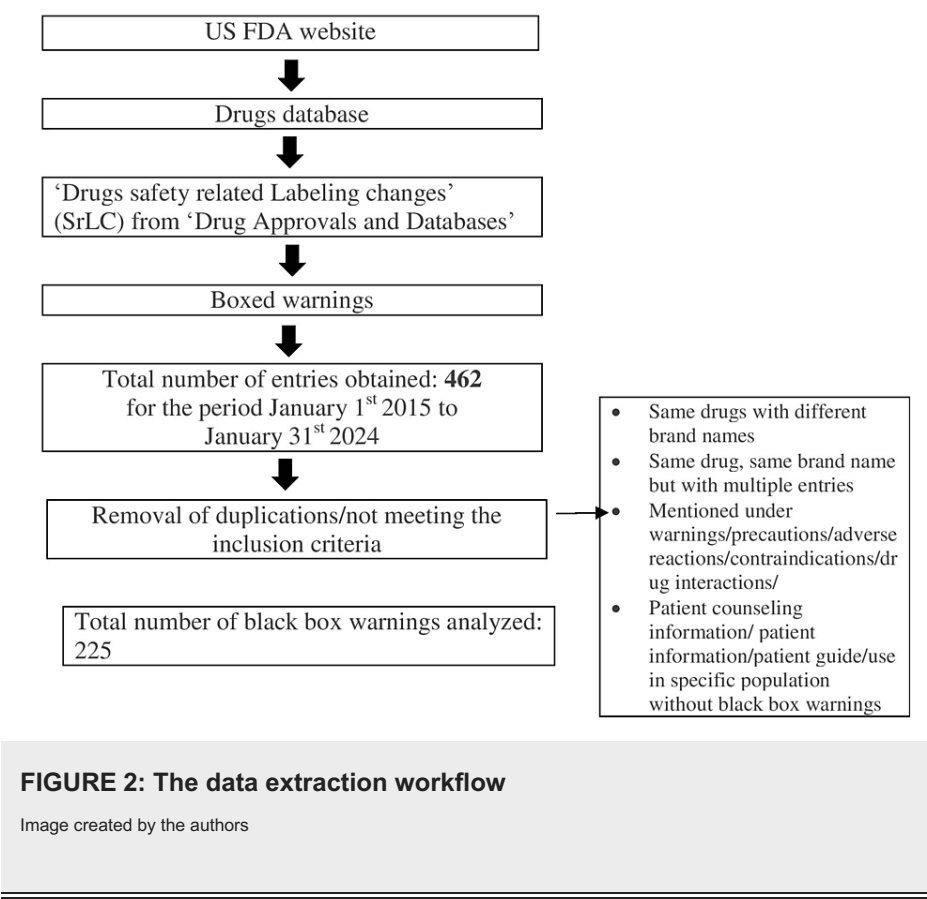 US FDA website
Drugs database
‘Drugs safety related Labeling changes’
(SrLC) from ‘Drug Approvals and Databases’
Boxed warnings
Total number of entries obtained: 462
for the period January 1st 2015 to
January 31st 2024
Removal of duplications/not meeting the
inclusion criteria
• Same drugs with different
brand names
• Same drug, same brand name
but with multiple entries
• Mentioned under
warnings/precautions/adverse
reactions/contraindications/dr
ug interactions/
• Patient counseling
information/ patient
information/patient guide/use
in specific population
without black box warnings
Total number of black box warnings analyzed:
225
FIGURE 2: The data extraction workflow
Image created by the authors